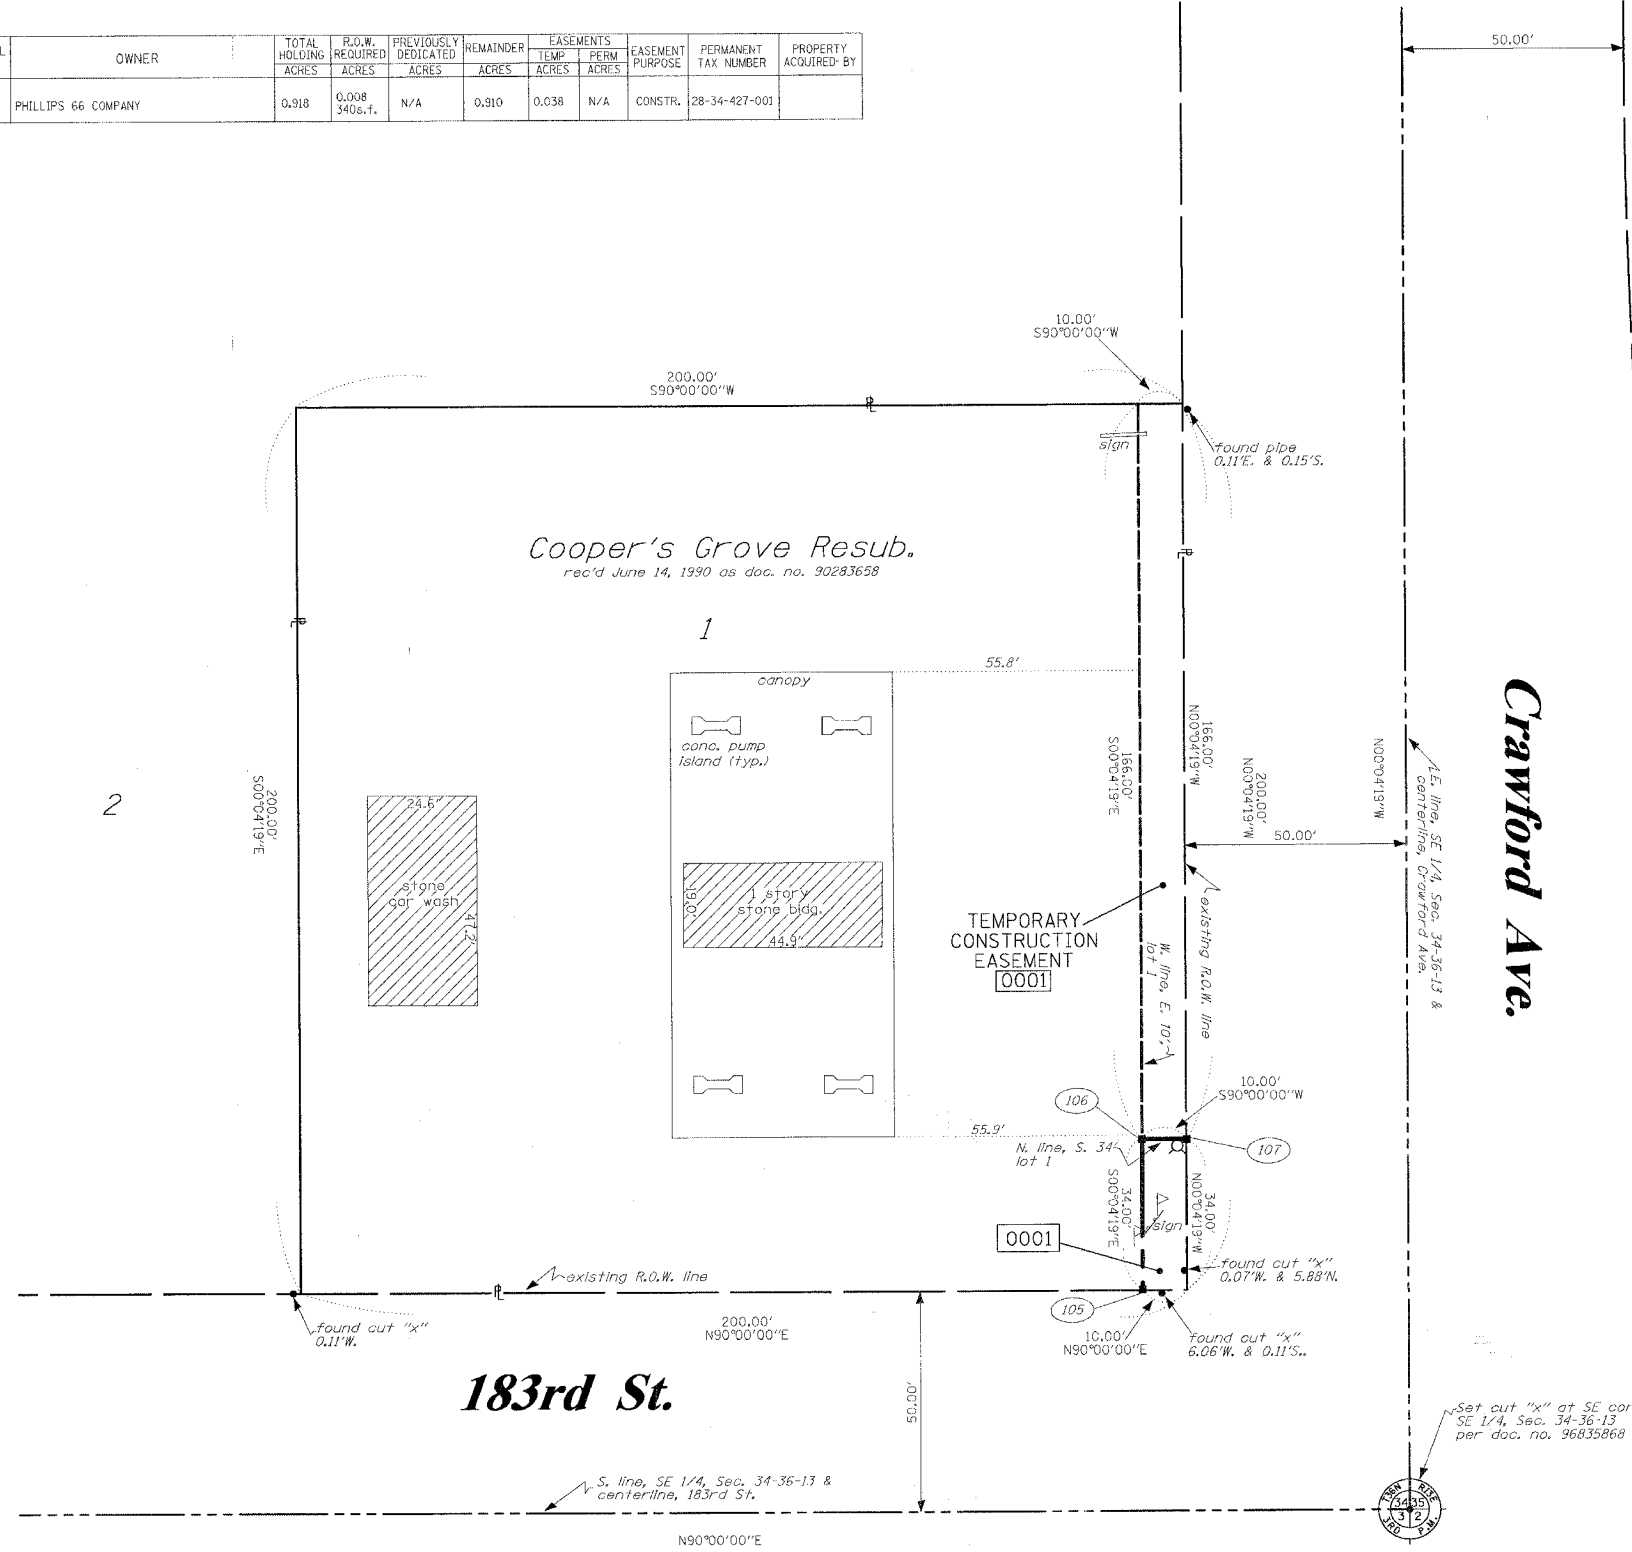 OWNER
TOTAL HOLDING
R.O.W. REQUIRED
PREVIOUSLY DEDICATED
REMAINDER
EASEMENTS
TEMP
PERM
EASEMENT PURPOSE
PERMANENT TAX NUMBER
PROPERTY ACQUIRED BY
ACRES
ACRES
ACRES
ACRES
ACRES
ACRES
PHILLIPS 66 COMPANY
0.918
0.008
340s.f.
N/A
0.910
0.038
N/A
CONSTR.
28-34-427-001
50.00'
10.00'
S90°00'00"W
200.00'
S90°00'00"W
sign
found pipe
0.11'E. & 0.15'S.
Cooper's Grove Resub.
rec'd June 14, 1990 as doc. no. 90283658
1
2
55.8'
canopy
conc. pump
island (typ.)
200.00'
S00°04'19"E
24.6'
stone
car wash
47.2'
19.0'
1 story
stone bldg.
44.9'
166.00'
S00°04'19"E
166.00'
N00°04'19"W
200.00'
N00°04'19"W
50.00'
N00°04'19"W
E. line, SE 1/4, Sec. 34-36-13 &
centerline, Crawford Ave.
Crawford Ave.
TEMPORARY
CONSTRUCTION
EASEMENT
0001
W. line, E. 10',
lot 1
existing R.O.W. line
10.00'
S90°00'00"W
106
107
55.9'
N. line, S. 34'
lot 1
34.00'
S00°04'19"E
34.00'
N00°04'19"W
sign
0001
found cut "x"
0.07'W. & 5.88'N.
existing R.O.W. line
105
found cut "x"
0.11'W.
200.00'
N90°00'00"E
10.00'
N90°00'00"E
found cut "x"
6.06'W. & 0.11'S..
183rd St.
50.00'
Set cut "x" at SE cor
SE 1/4, Sec. 34-36-13
per doc. no. 96835868
S. line, SE 1/4, Sec. 34-36-13 &
centerline, 183rd St.
N90°00'00"E
T36N R13E
34 35
3 2
3RD P.M.